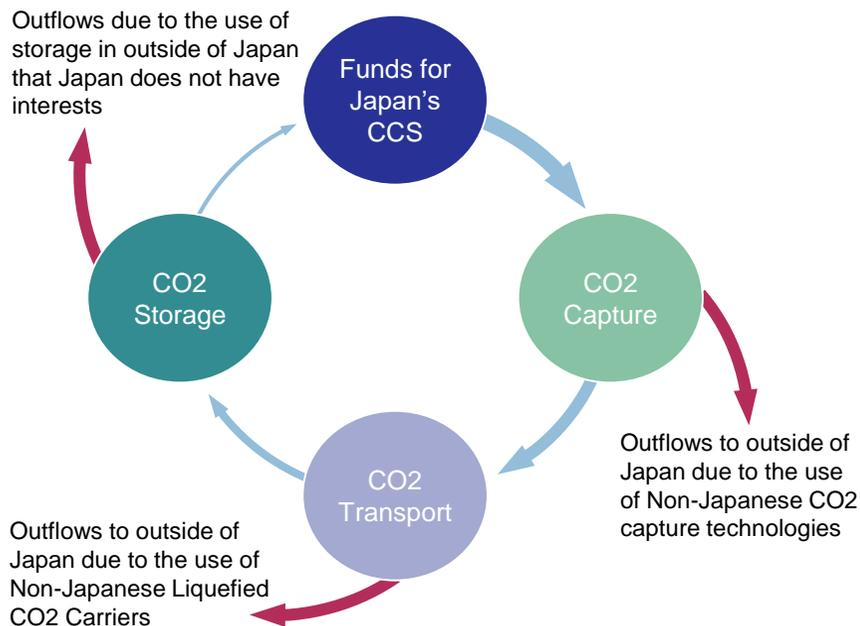 Outflows due to the use of
storage in outside of Japan
that Japan does not have
interests
Funds for
Japan's
CCS
CO2
Storage
CO2
Capture
CO2
Transport
Outflows to outside of
Japan due to the use
of Non-Japanese CO2
capture technologies
Outflows to outside of
Japan due to the use of
Non-Japanese Liquefied
CO2 Carriers